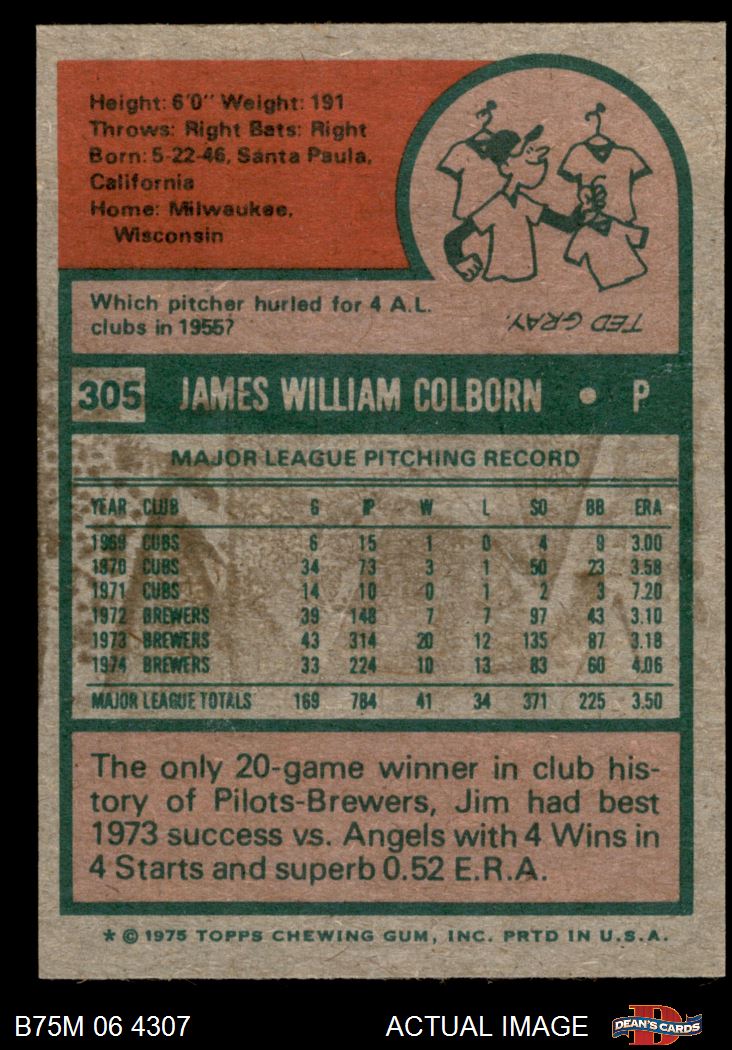 Height: 6'0" Weight: 191
Throws: Right Bats: Right
Born: 5-22-46, Santa Paula,
California
Home: Milwaukee,
Wisconsin
Which pitcher hurled for 4 A.L.
clubs in 1955?
TED GRAY.
305 JAMES WILLIAM COLBORN • P
MAJOR LEAGUE PITCHING RECORD
YEAR CLUB G IP W L SO BB ERA
1969 CUBS 6 15 1 0 4 9 3.00
1970 CUBS 34 73 3 1 50 23 3.58
1971 CUBS 14 10 0 1 2 3 7.20
1972 BREWERS 39 148 7 7 97 43 3.10
1973 BREWERS 43 314 20 12 135 87 3.18
1974 BREWERS 33 224 10 13 83 60 4.06
MAJOR LEAGUE TOTALS 169 784 41 34 371 225 3.50
The only 20-game winner in club his-
tory of Pilots-Brewers, Jim had best
1973 success vs. Angels with 4 Wins in
4 Starts and superb 0.52 E.R.A.
* © 1975 TOPPS CHEWING GUM, INC. PRTD IN U.S.A.
B75M 06 4307 ACTUAL IMAGE D DEAN'S CARDS